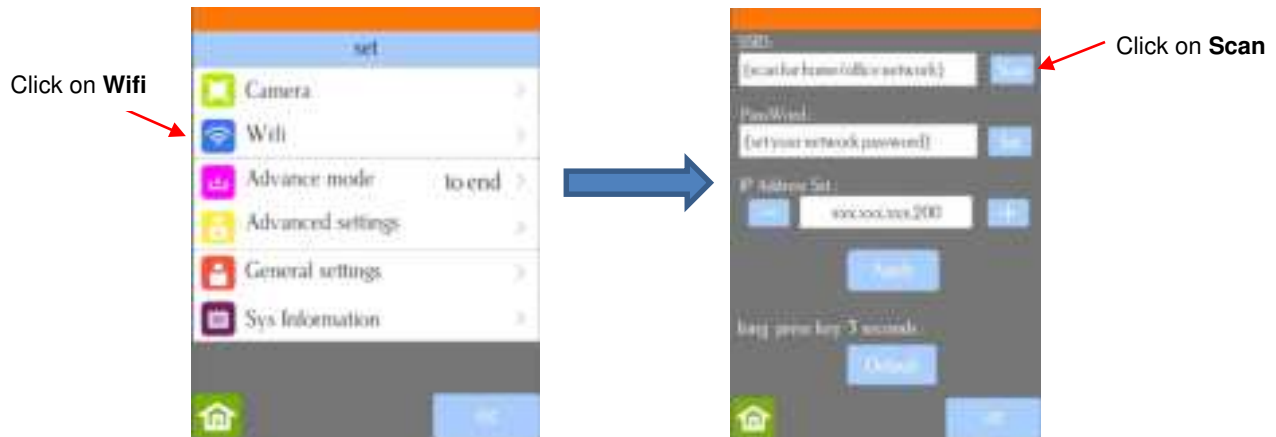 Click on Wifi
set
Camera
Wifi
Advance mode to end
Advanced settings
General settings
Sys Information
Click on Scan
SSID:
(scan for home/office network)
Scan
PassWord:
(set your network password)
Set
IP Address Set
xxx.xxx.xxx.200
+
Apply
long press key 3 seconds
Default